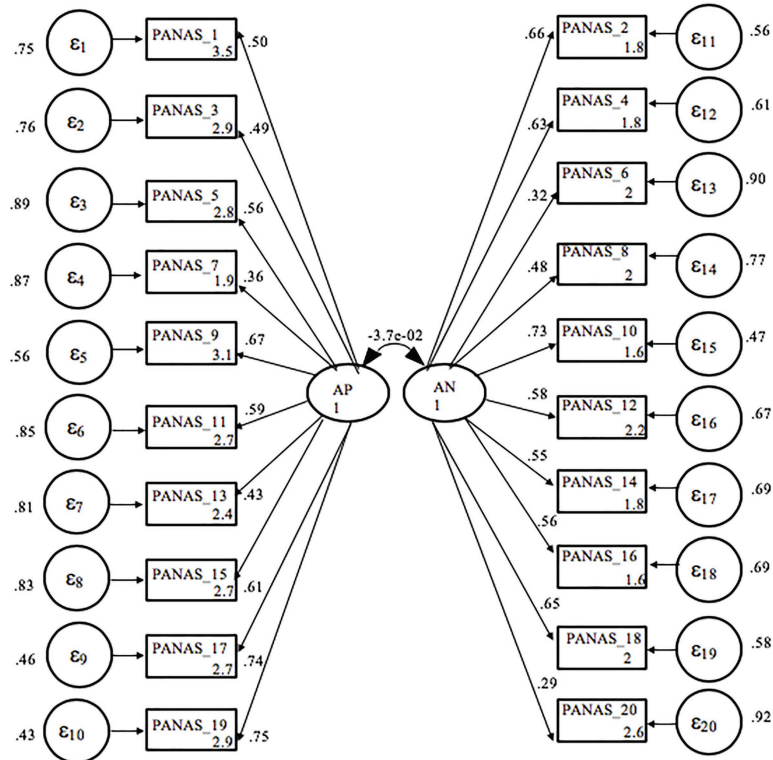 .75 ε1 PANAS_1 3.5 .50
.76 ε2 PANAS_3 2.9 .49
.89 ε3 PANAS_5 2.8 .56
.87 ε4 PANAS_7 1.9 .36
.56 ε5 PANAS_9 3.1 .67
.85 ε6 PANAS_11 2.7 .59
.81 ε7 PANAS_13 2.4 .43
.83 ε8 PANAS_15 2.7 .61
.46 ε9 PANAS_17 2.7 .74
.43 ε10 PANAS_19 2.9 .75
-3.7e-02
AP
1
AN
1
.66 PANAS_2 1.8 ε11 .56
.63 PANAS_4 1.8 ε12 .61
.32 PANAS_6 2 ε13 .90
.48 PANAS_8 2 ε14 .77
.73 PANAS_10 1.6 ε15 .47
.58 PANAS_12 2.2 ε16 .67
.55 PANAS_14 1.8 ε17 .69
.56 PANAS_16 1.6 ε18 .69
.65 PANAS_18 2 ε19 .58
.29 PANAS_20 2.6 ε20 .92